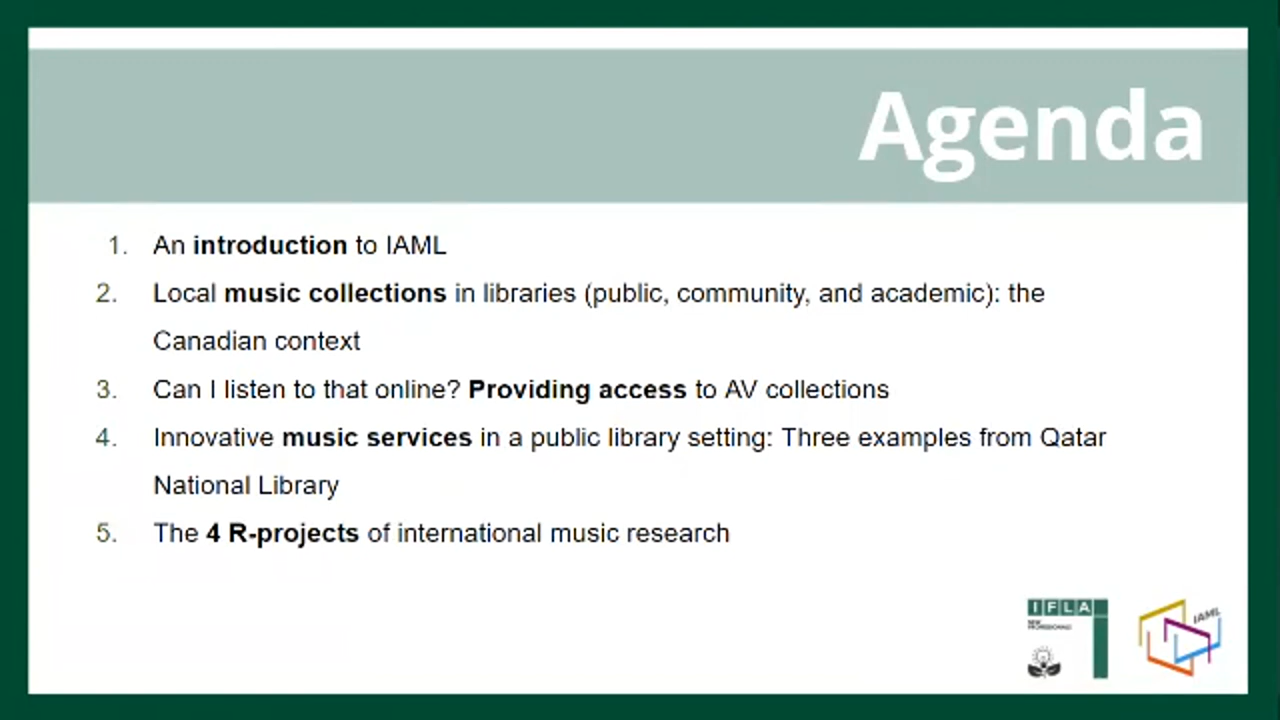 Agenda
1. An introduction to IAML
2. Local music collections in libraries (public, community, and academic): the
Canadian context
3. Can I listen to that online? Providing access to AV collections
4. Innovative music services in a public library setting: Three examples from Qatar
National Library
5. The 4 R-projects of international music research
IFLA
NEW
PROFESSIONALS
IAML